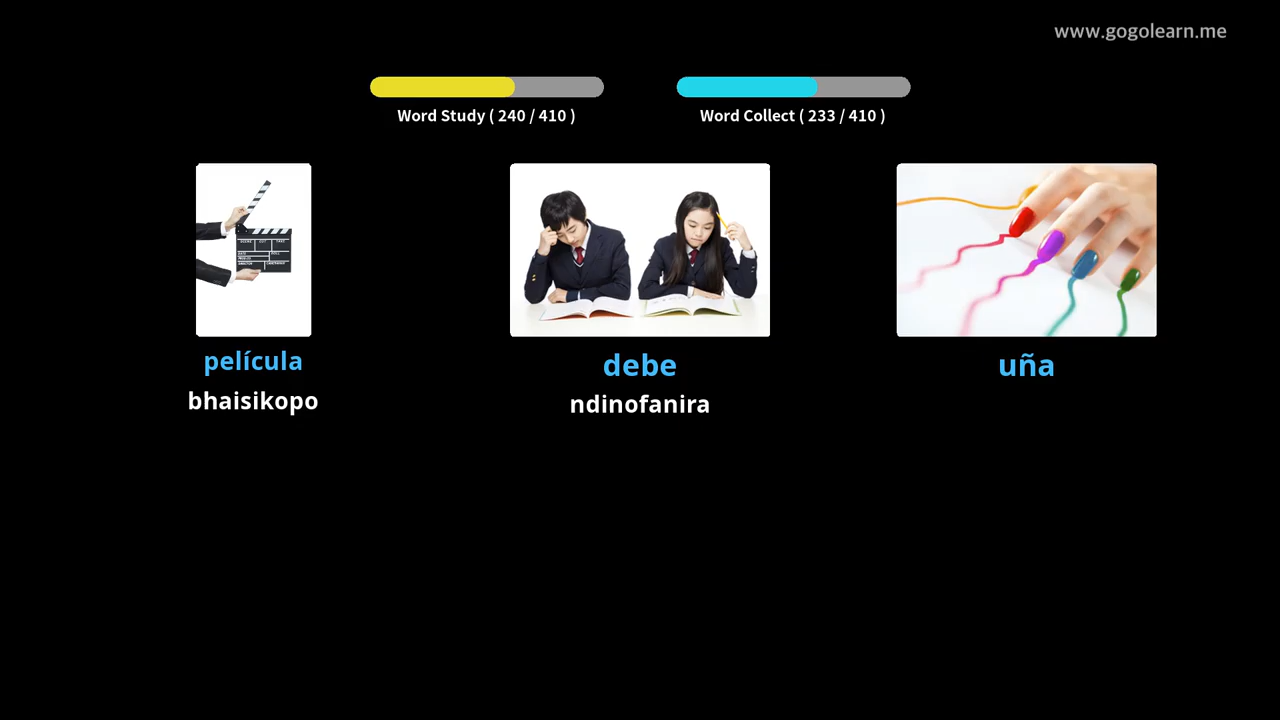 www.gogolearn.me
Word Study ( 240 / 410 )
Word Collect ( 233 / 410 )
película
debe
uña
bhaisikopo
ndinofanira